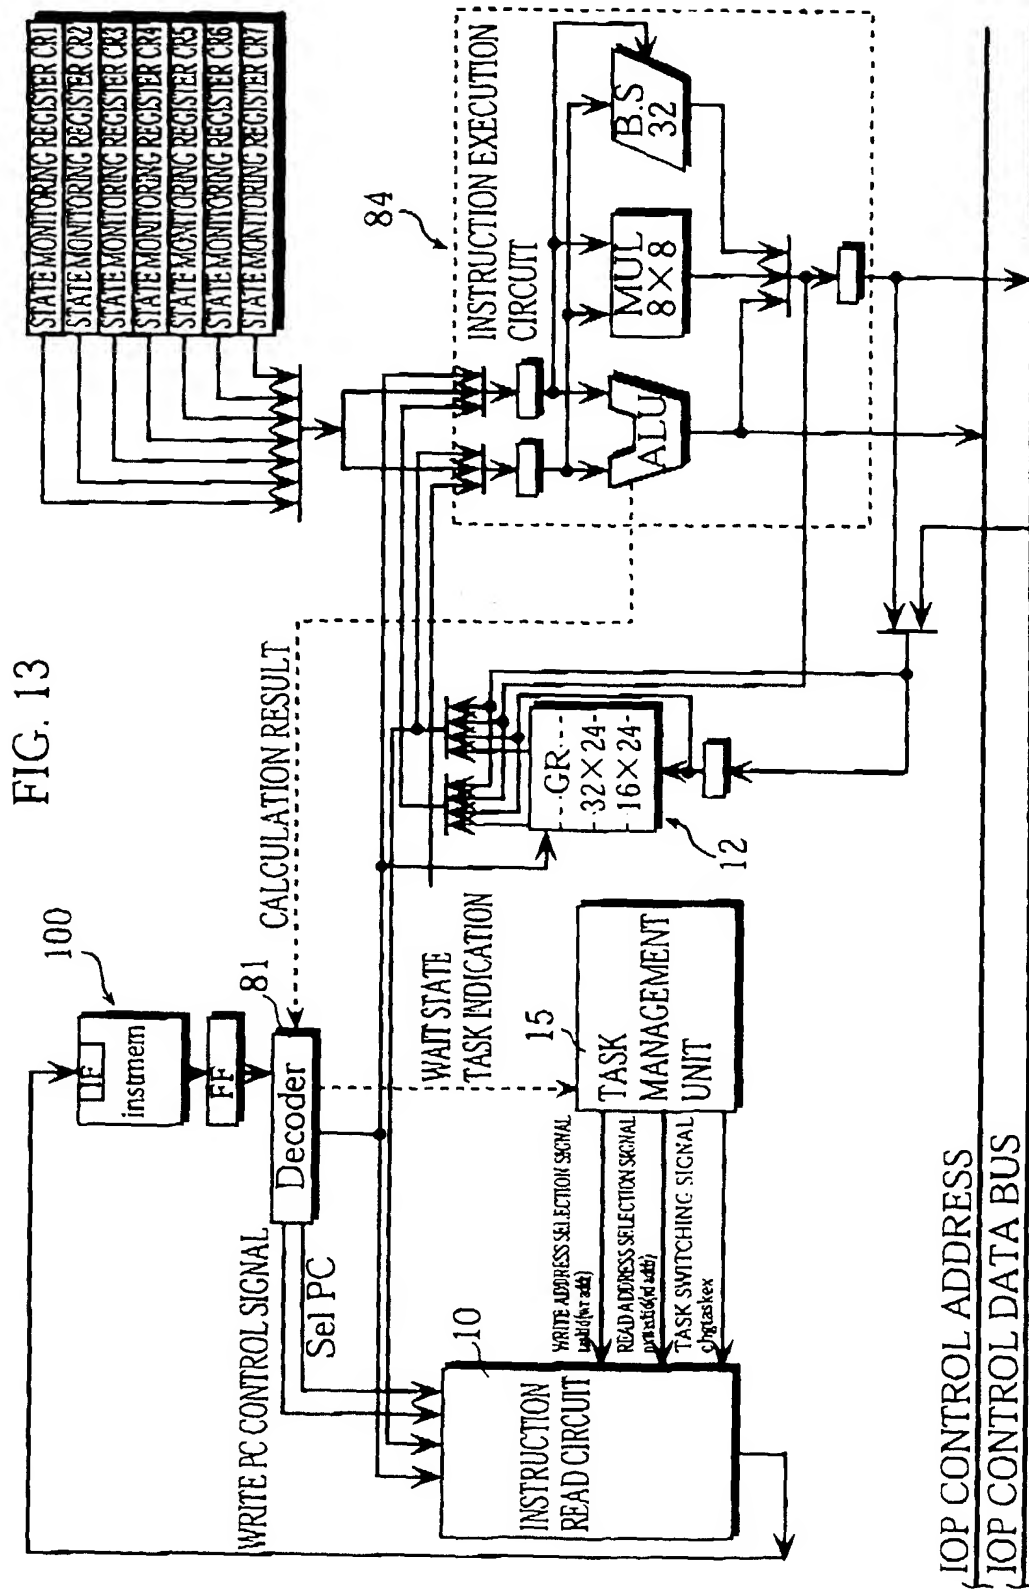 FIG. 13
STATE MONITORING REGISTER CR1
STATE MONITORING REGISTER CR2
STATE MONITORING REGISTER CR3
STATE MONITORING REGISTER CR4
STATE MONITORING REGISTER CR5
STATE MONITORING REGISTER CR6
STATE MONITORING REGISTER CR7
84
INSTRUCTION EXECUTION
CIRCUIT
B.S
32
MUL
8×8
ALU
CALCULATION RESULT
100
IF
instmem
FF
81
Decoder
WRITE PC CONTROL SIGNAL
Sel PC
WAIT STATE
TASK INDICATION
GR
32×24
16×24
12
15
TASK
MANAGEMENT
UNIT
WRITE ADDRESS SELECTION SIGNAL
(wr addr)
READ ADDRESS SELECTION SIGNAL
(rd addr)
TASK SWITCHING SIGNAL
chgtaskex
10
INSTRUCTION
READ CIRCUIT
IOP CONTROL ADDRESS
IOP CONTROL DATA BUS